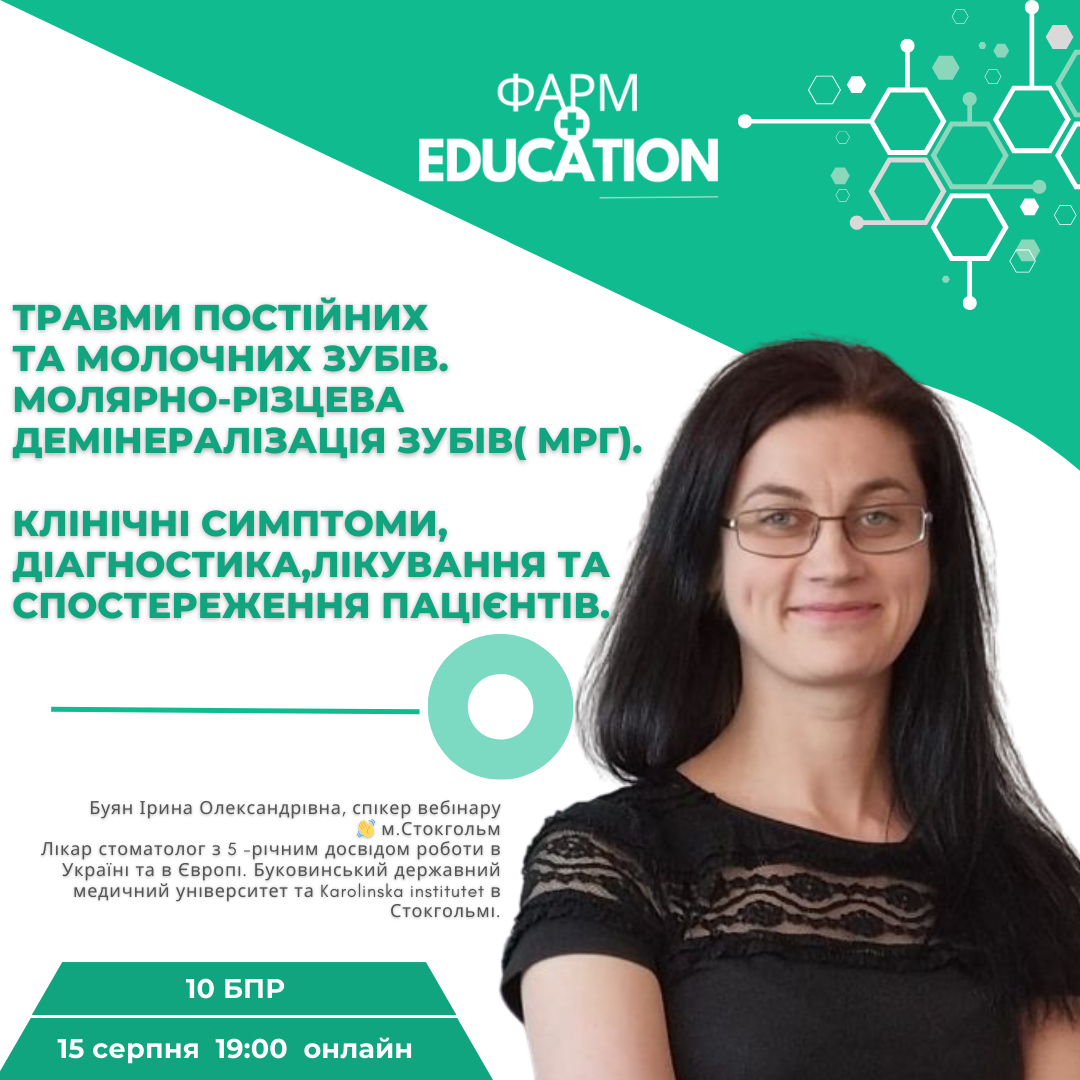 ФАРМ
EDUCATION
ТРАВМИ ПОСТІЙНИХ
ТА МОЛОЧНИХ ЗУБІВ.
МОЛЯРНО-РІЗЦЕВА
ДЕМІНЕРАЛІЗАЦІЯ ЗУБІВ( МРГ).
КЛІНІЧНІ СИМПТОМИ,
ДІАГНОСТИКА,ЛІКУВАННЯ ТА
СПОСТЕРЕЖЕННЯ ПАЦІЄНТІВ.
Буян Ірина Олександрівна, спікер вебінару
👋 м.Стокгольм
Лікар стоматолог з 5 -річним досвідом роботи в
Україні та в Європі. Буковинський державний
медичний університет та Karolinska institutet в
Стокгольмі.
10 БПР
15 серпня 19:00 онлайн